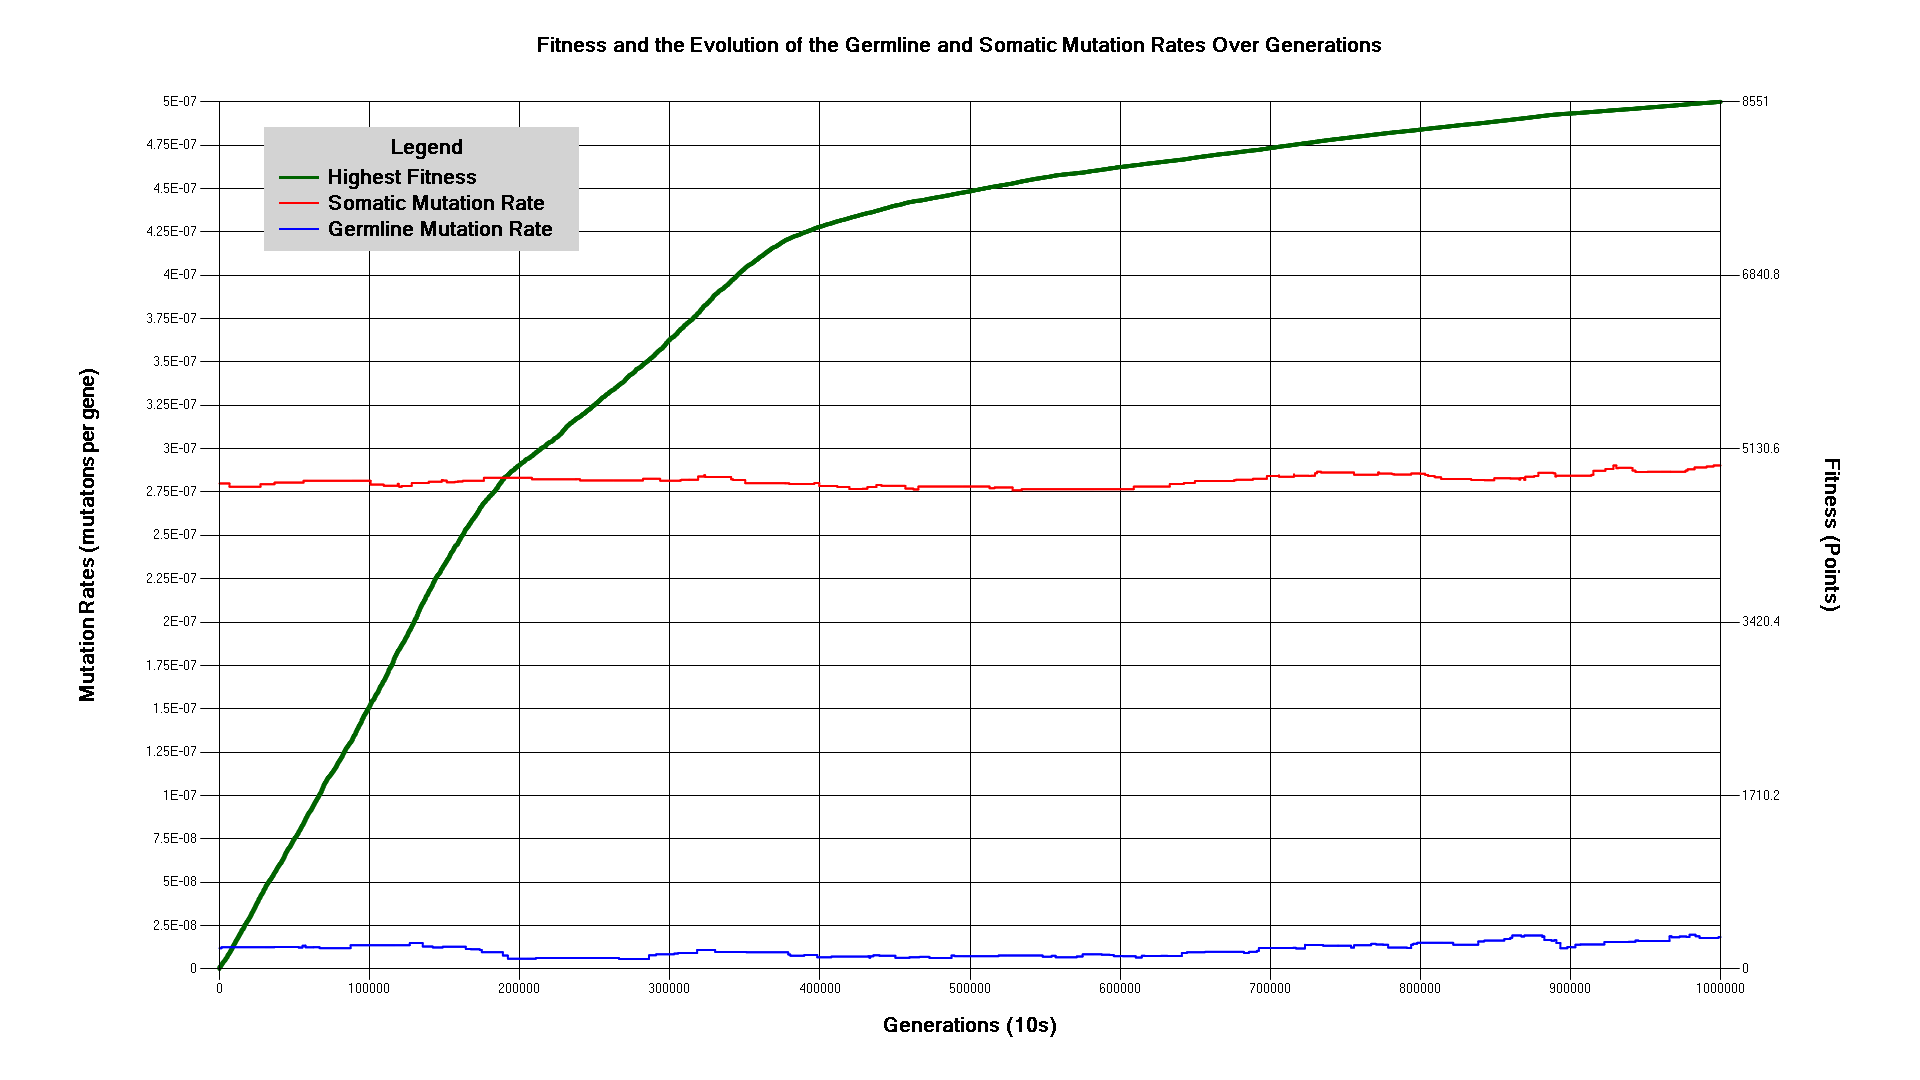 Fitness and the Evolution of the Germline and Somatic Mutation Rates Over Generations
Legend
Highest Fitness
Somatic Mutation Rate
Germline Mutation Rate
Mutation Rates (mutatons per gene)
5E-07
4.75E-07
4.5E-07
4.25E-07
4E-07
3.75E-07
3.5E-07
3.25E-07
3E-07
2.75E-07
2.5E-07
2.25E-07
2E-07
1.75E-07
1.5E-07
1.25E-07
1E-07
7.5E-08
5E-08
2.5E-08
0
8551
6840.8
5130.6
3420.4
1710.2
0
Fitness (Points)
0 100000 200000 300000 400000 500000 600000 700000 800000 900000 1000000
Generations (10s)